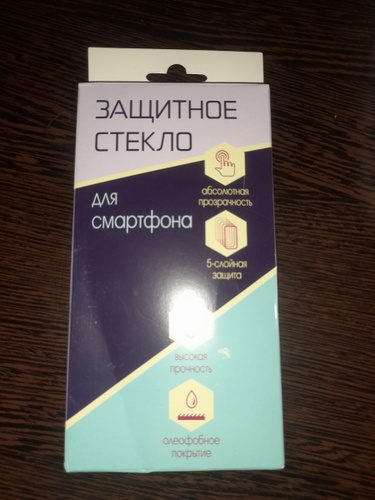 ЗАЩИТНОЕ
СТЕКЛО
для
смартфона
абсолютная
прозрачность
5-слойная
защита
высокая
прочность
олеофобное
покрытие